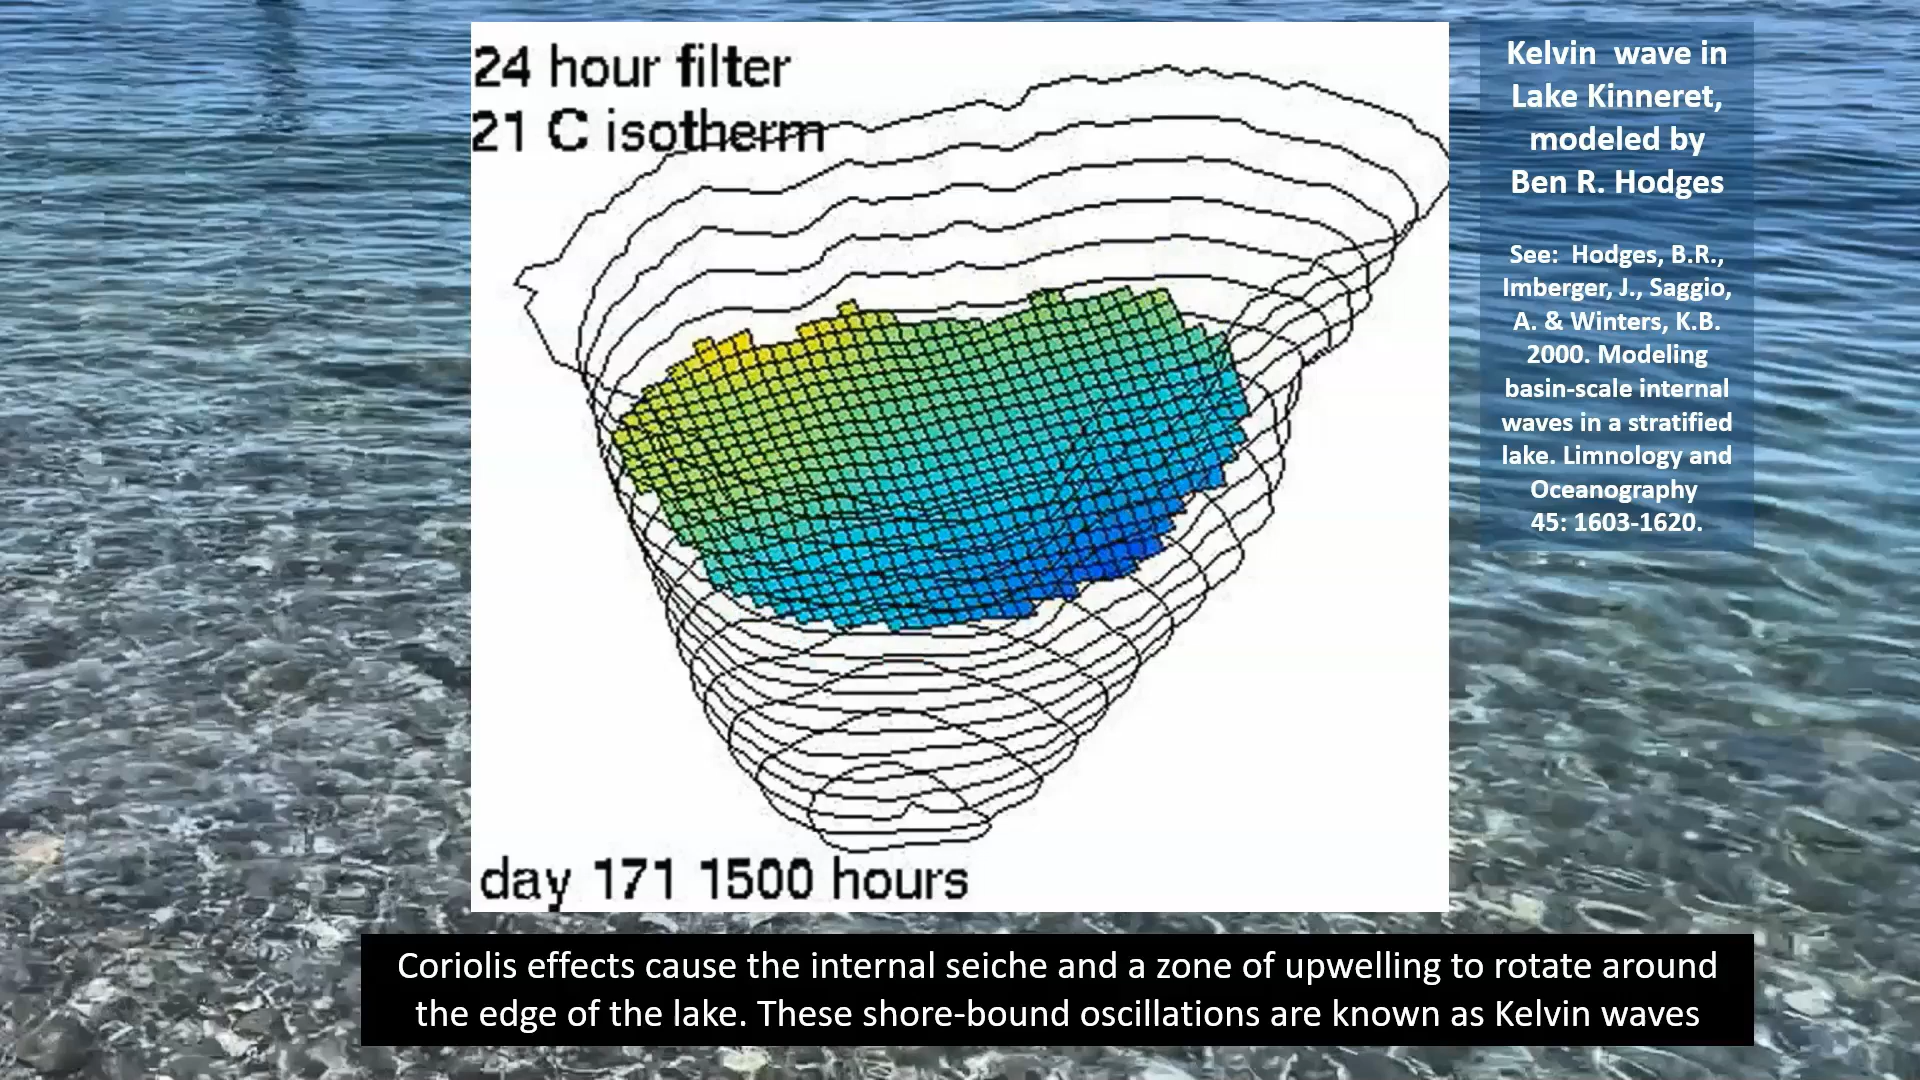 24 hour filter
21 C isotherm
day 171 1500 hours
Kelvin wave in
Lake Kinneret,
modeled by
Ben R. Hodges
See: Hodges, B.R.,
Imberger, J., Saggio,
A. & Winters, K.B.
2000. Modeling
basin-scale internal
waves in a stratified
lake. Limnology and
Oceanography
45: 1603-1620.
Coriolis effects cause the internal seiche and a zone of upwelling to rotate around
the edge of the lake. These shore-bound oscillations are known as Kelvin waves